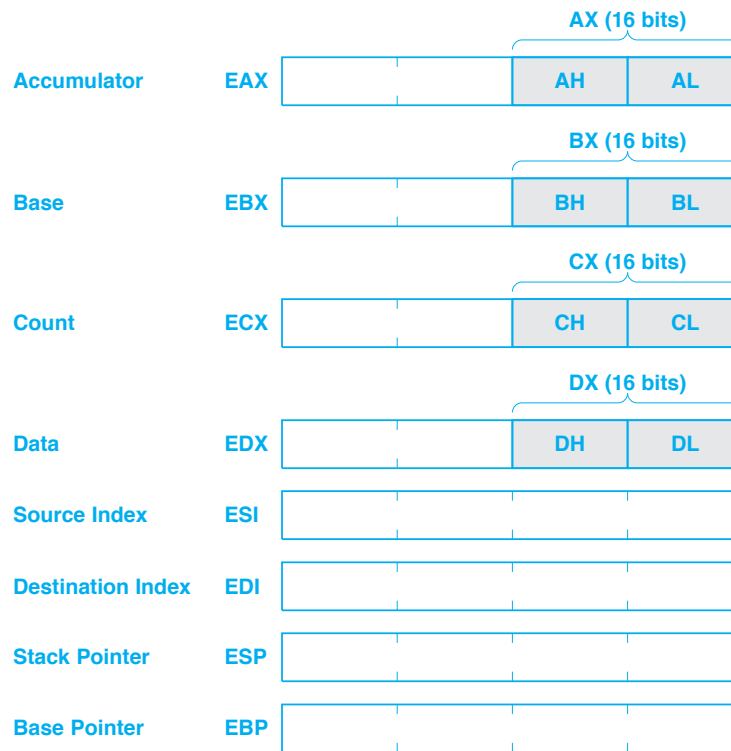 AX (16 bits)
Accumulator EAX AH AL
BX (16 bits)
Base EBX BH BL
CX (16 bits)
Count ECX CH CL
DX (16 bits)
Data EDX DH DL
Source Index ESI
Destination Index EDI
Stack Pointer ESP
Base Pointer EBP